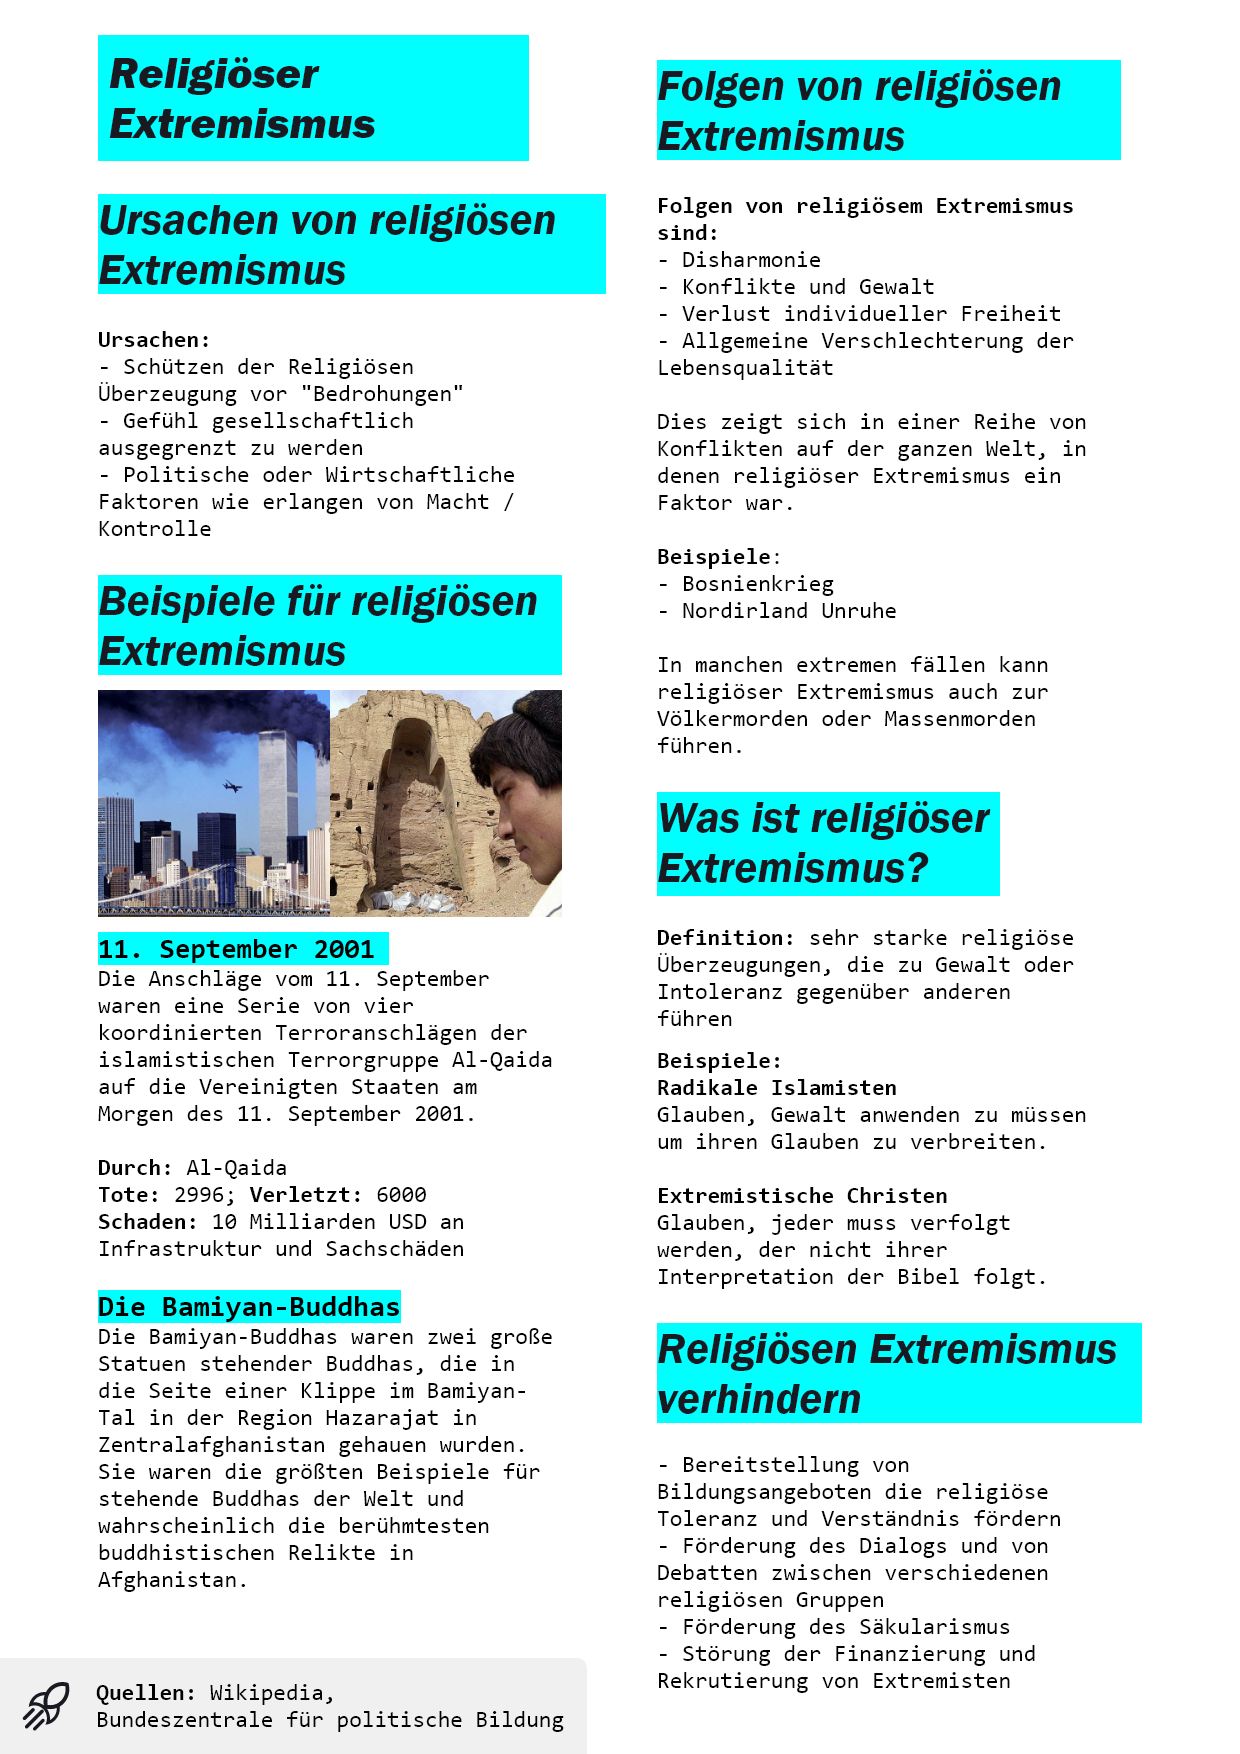 Religiöser
Extremismus
Ursachen von religiösen
Extremismus
Ursachen:
- Schützen der Religiösen
Überzeugung vor "Bedrohungen"
- Gefühl gesellschaftlich
ausgegrenzt zu werden
- Politische oder Wirtschaftliche
Faktoren wie erlangen von Macht /
Kontrolle
Beispiele für religiösen
Extremismus
11. September 2001
Die Anschläge vom 11. September
waren eine Serie von vier
koordinierten Terroranschlägen der
islamistischen Terrorgruppe Al-Qaida
auf die Vereinigten Staaten am
Morgen des 11. September 2001.
Durch: Al-Qaida
Tote: 2996; Verletzt: 6000
Schaden: 10 Milliarden USD an
Infrastruktur und Sachschäden
Die Bamiyan-Buddhas
Die Bamiyan-Buddhas waren zwei große
Statuen stehender Buddhas, die in
die Seite einer Klippe im Bamiyan-
Tal in der Region Hazarajat in
Zentralafghanistan gehauen wurden.
Sie waren die größten Beispiele für
stehende Buddhas der Welt und
wahrscheinlich die berühmtesten
buddhistischen Relikte in
Afghanistan.
Quellen: Wikipedia,
Bundeszentrale für politische Bildung
Folgen von religiösen
Extremismus
Folgen von religiösem Extremismus
sind:
- Disharmonie
- Konflikte und Gewalt
- Verlust individueller Freiheit
- Allgemeine Verschlechterung der
Lebensqualität
Dies zeigt sich in einer Reihe von
Konflikten auf der ganzen Welt, in
denen religiöser Extremismus ein
Faktor war.
Beispiele:
- Bosnienkrieg
- Nordirland Unruhe
In manchen extremen fällen kann
religiöser Extremismus auch zur
Völkermorden oder Massenmorden
führen.
Was ist religiöser
Extremismus?
Definition: sehr starke religiöse
Überzeugungen, die zu Gewalt oder
Intoleranz gegenüber anderen
führen
Beispiele:
Radikale Islamisten
Glauben, Gewalt anwenden zu müssen
um ihren Glauben zu verbreiten.
Extremistische Christen
Glauben, jeder muss verfolgt
werden, der nicht ihrer
Interpretation der Bibel folgt.
Religiösen Extremismus
verhindern
- Bereitstellung von
Bildungsangeboten die religiöse
Toleranz und Verständnis fördern
- Förderung des Dialogs und von
Debatten zwischen verschiedenen
religiösen Gruppen
- Förderung des Säkularismus
- Störung der Finanzierung und
Rekrutierung von Extremisten